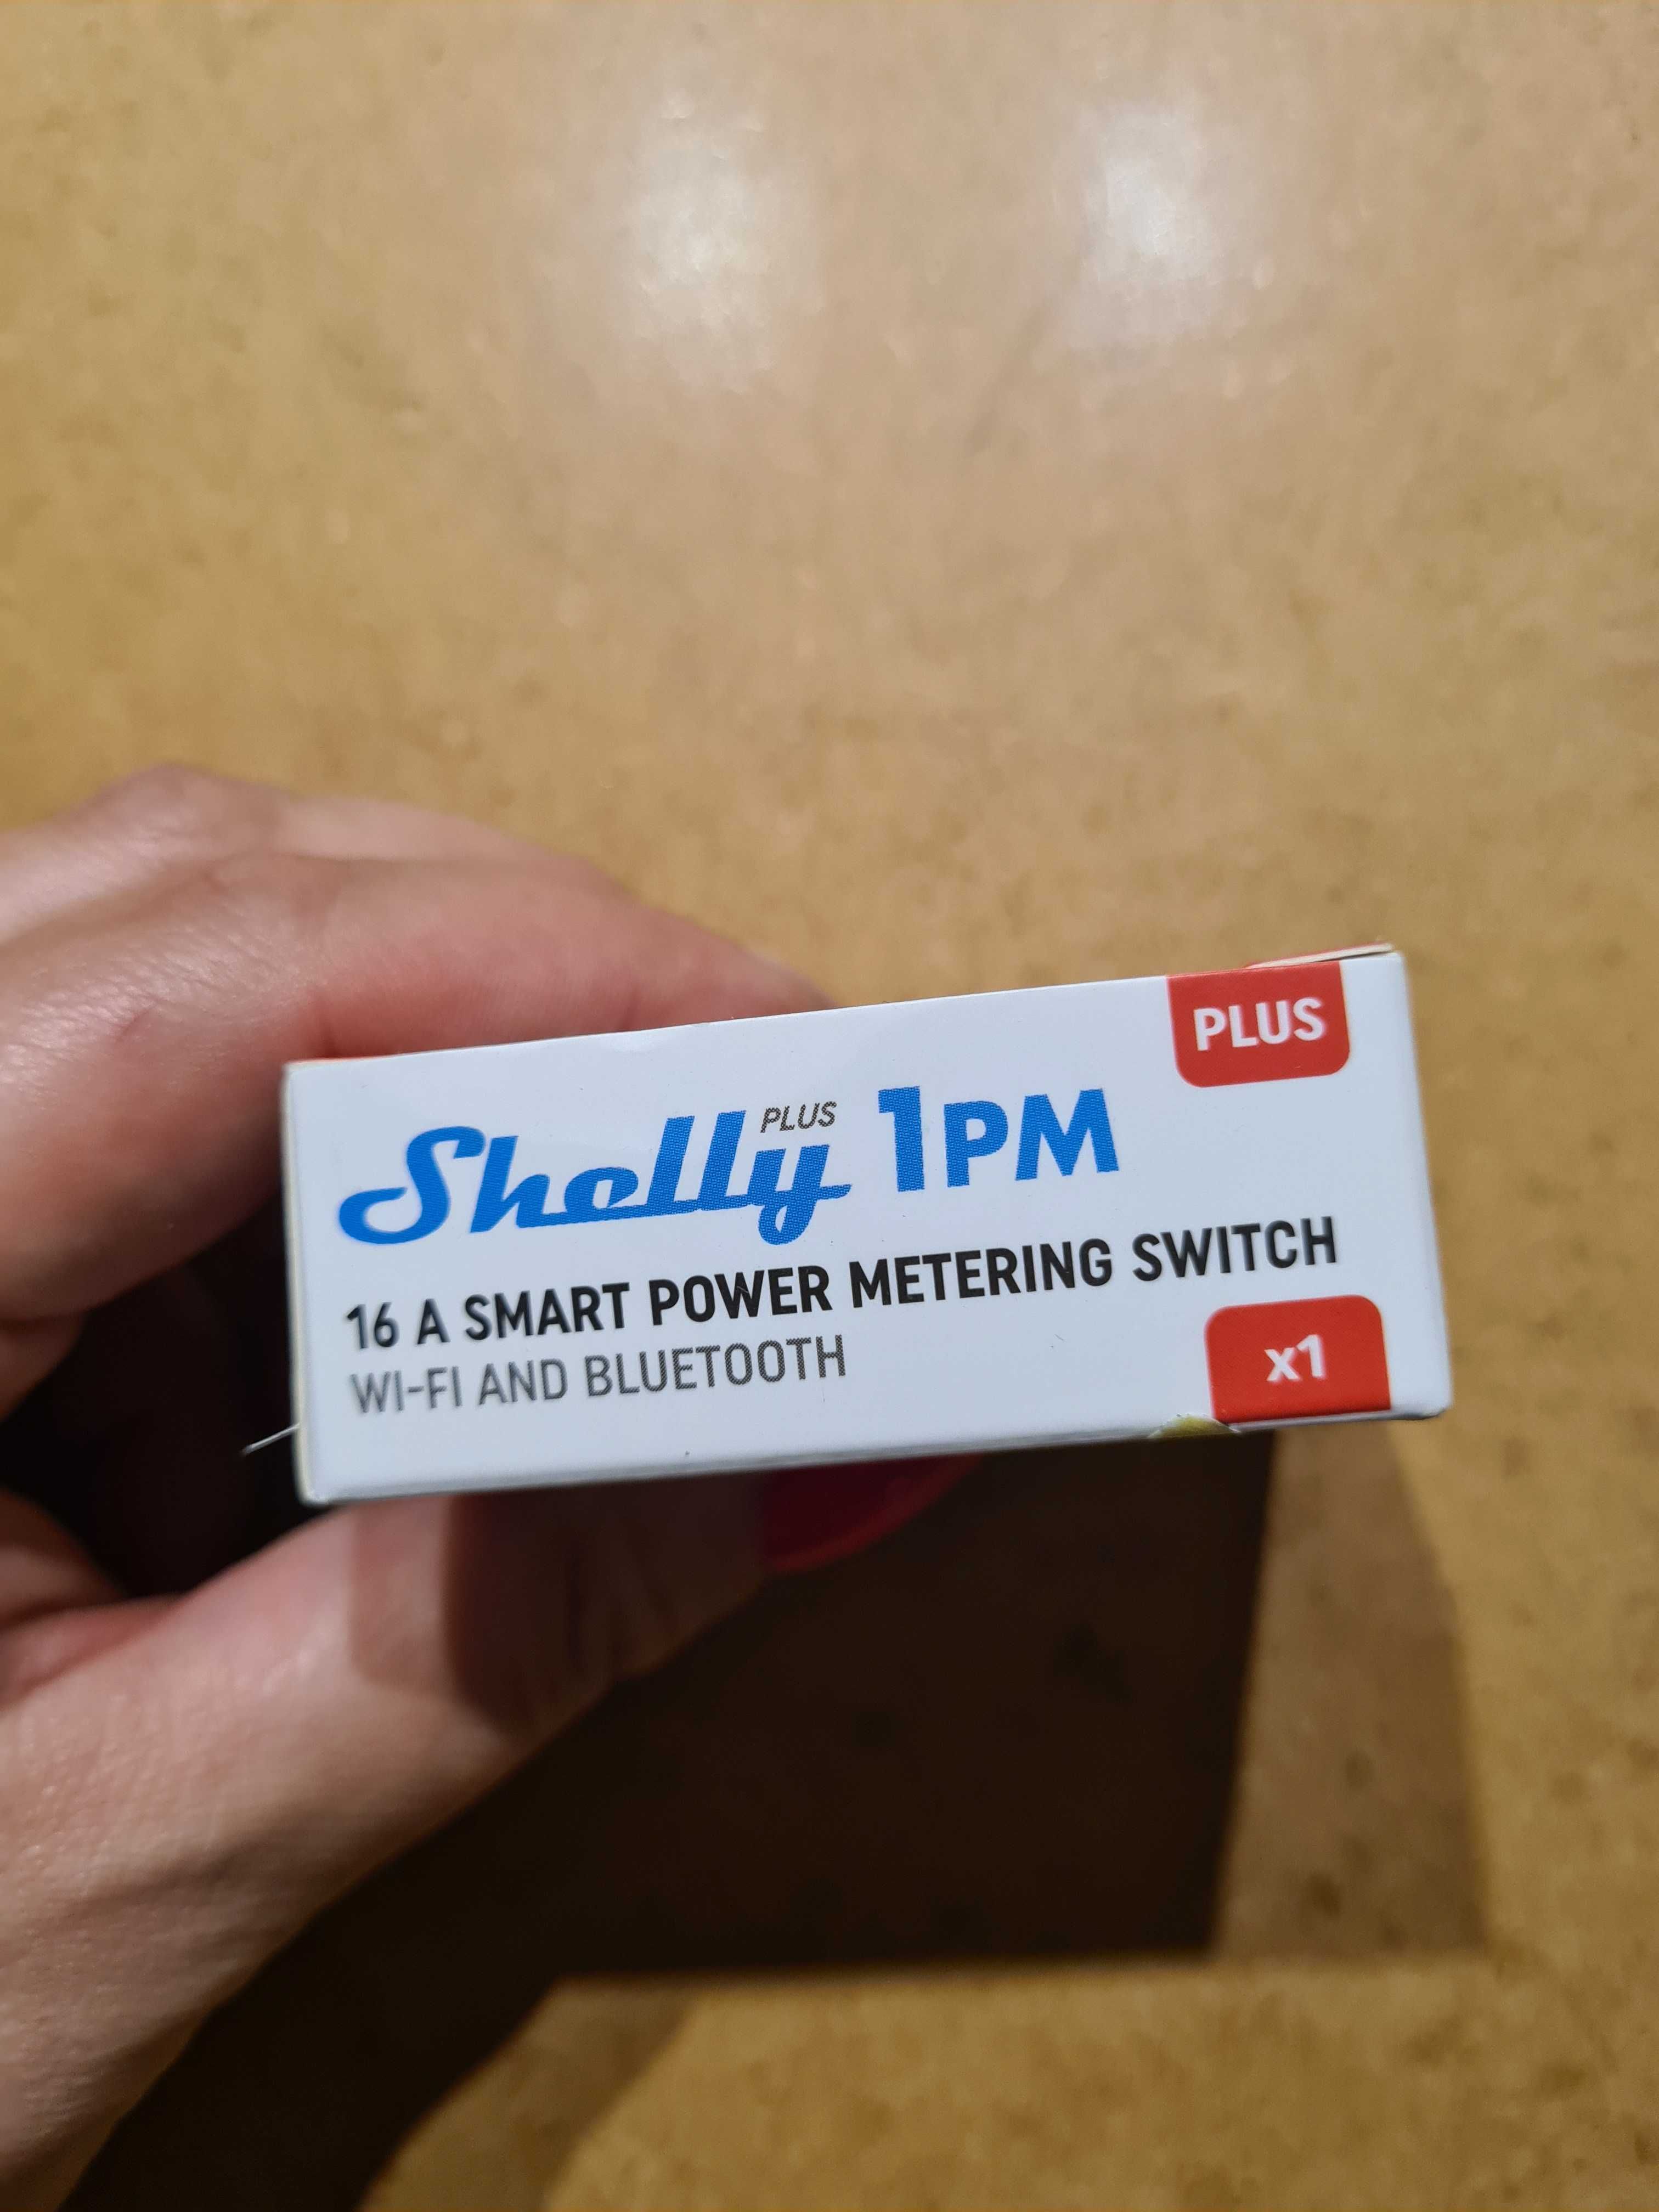 PLUS
Shelly PLUS 1PM
16 A SMART POWER METERING SWITCH
WI-FI AND BLUETOOTH
x1